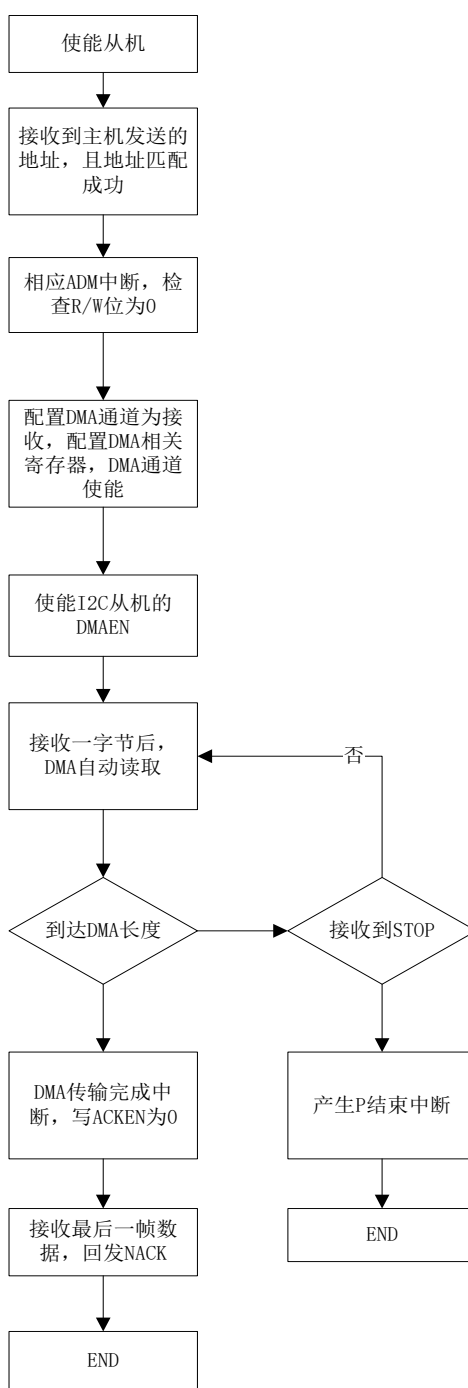 使能从机
接收到主机发送的
地址，且地址匹配
成功
相应ADM中断，检
查R/W位为0
配置DMA通道为接
收，配置DMA相关
寄存器，DMA通道
使能
使能I2C从机的
DMAEN
接收一字节后，
DMA自动读取
否
到达DMA长度
接收到STOP
DMA传输完成中
断，写ACKEN为0
产生P结束中断
接收最后一帧数
据，回发NACK
END
END